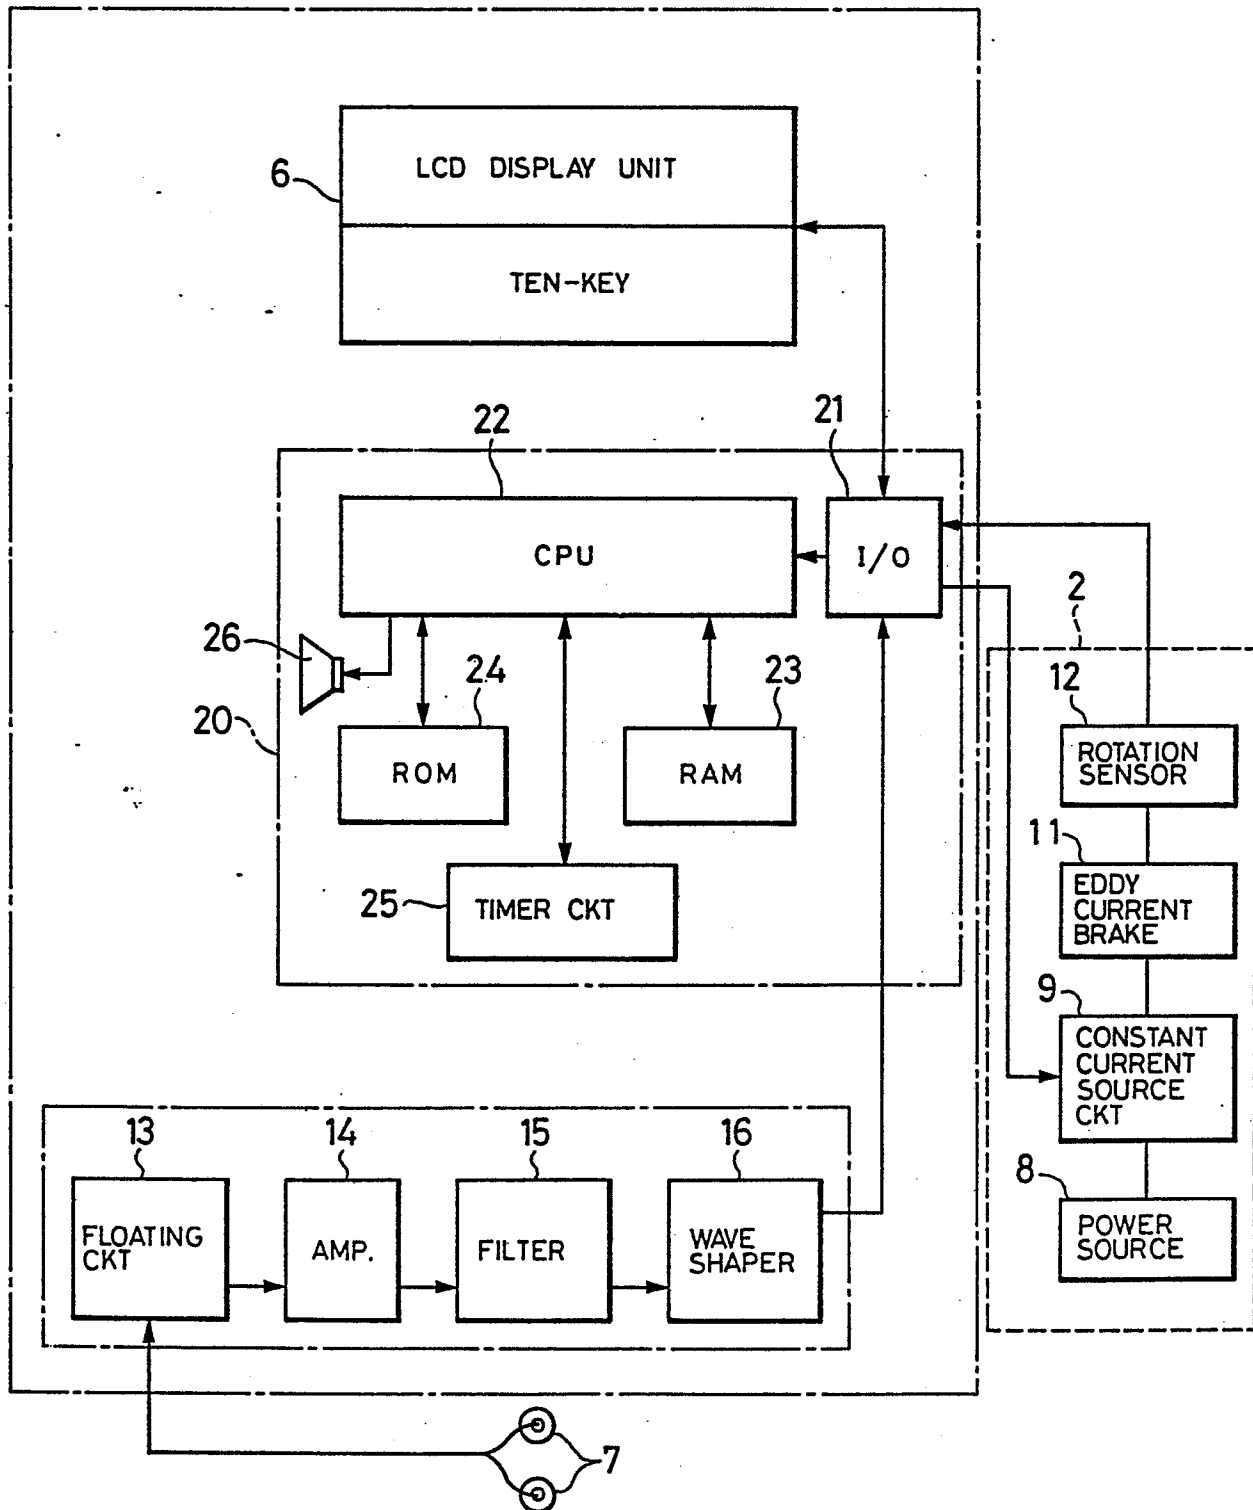 6
LCD DISPLAY UNIT
TEN-KEY
22
21
CPU
I/O
2
26
24
23
12
20
ROM
RAM
ROTATION
SENSOR
11
25
TIMER CKT
EDDY
CURRENT
BRAKE
9
CONSTANT
CURRENT
SOURCE
CKT
13
14
15
16
8
FLOATING
CKT
AMP.
FILTER
WAVE
SHAPER
POWER
SOURCE
7